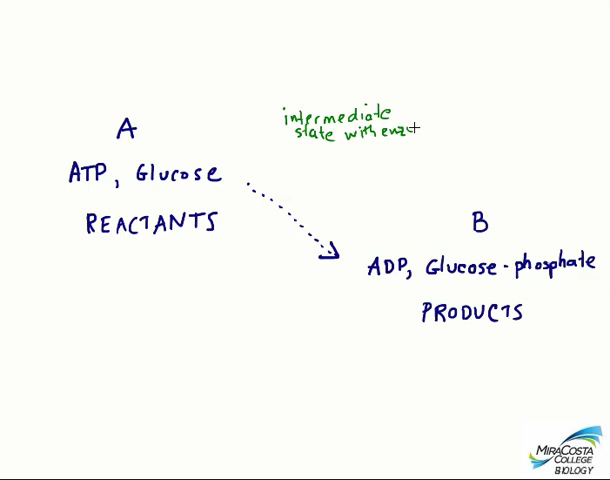 A
ATP, Glucose
REACTANTS
intermediate
state with enz
B
ADP, Glucose-phosphate
PRODUCTS
MIRACOSTA
COLLEGE
BIOLOGY